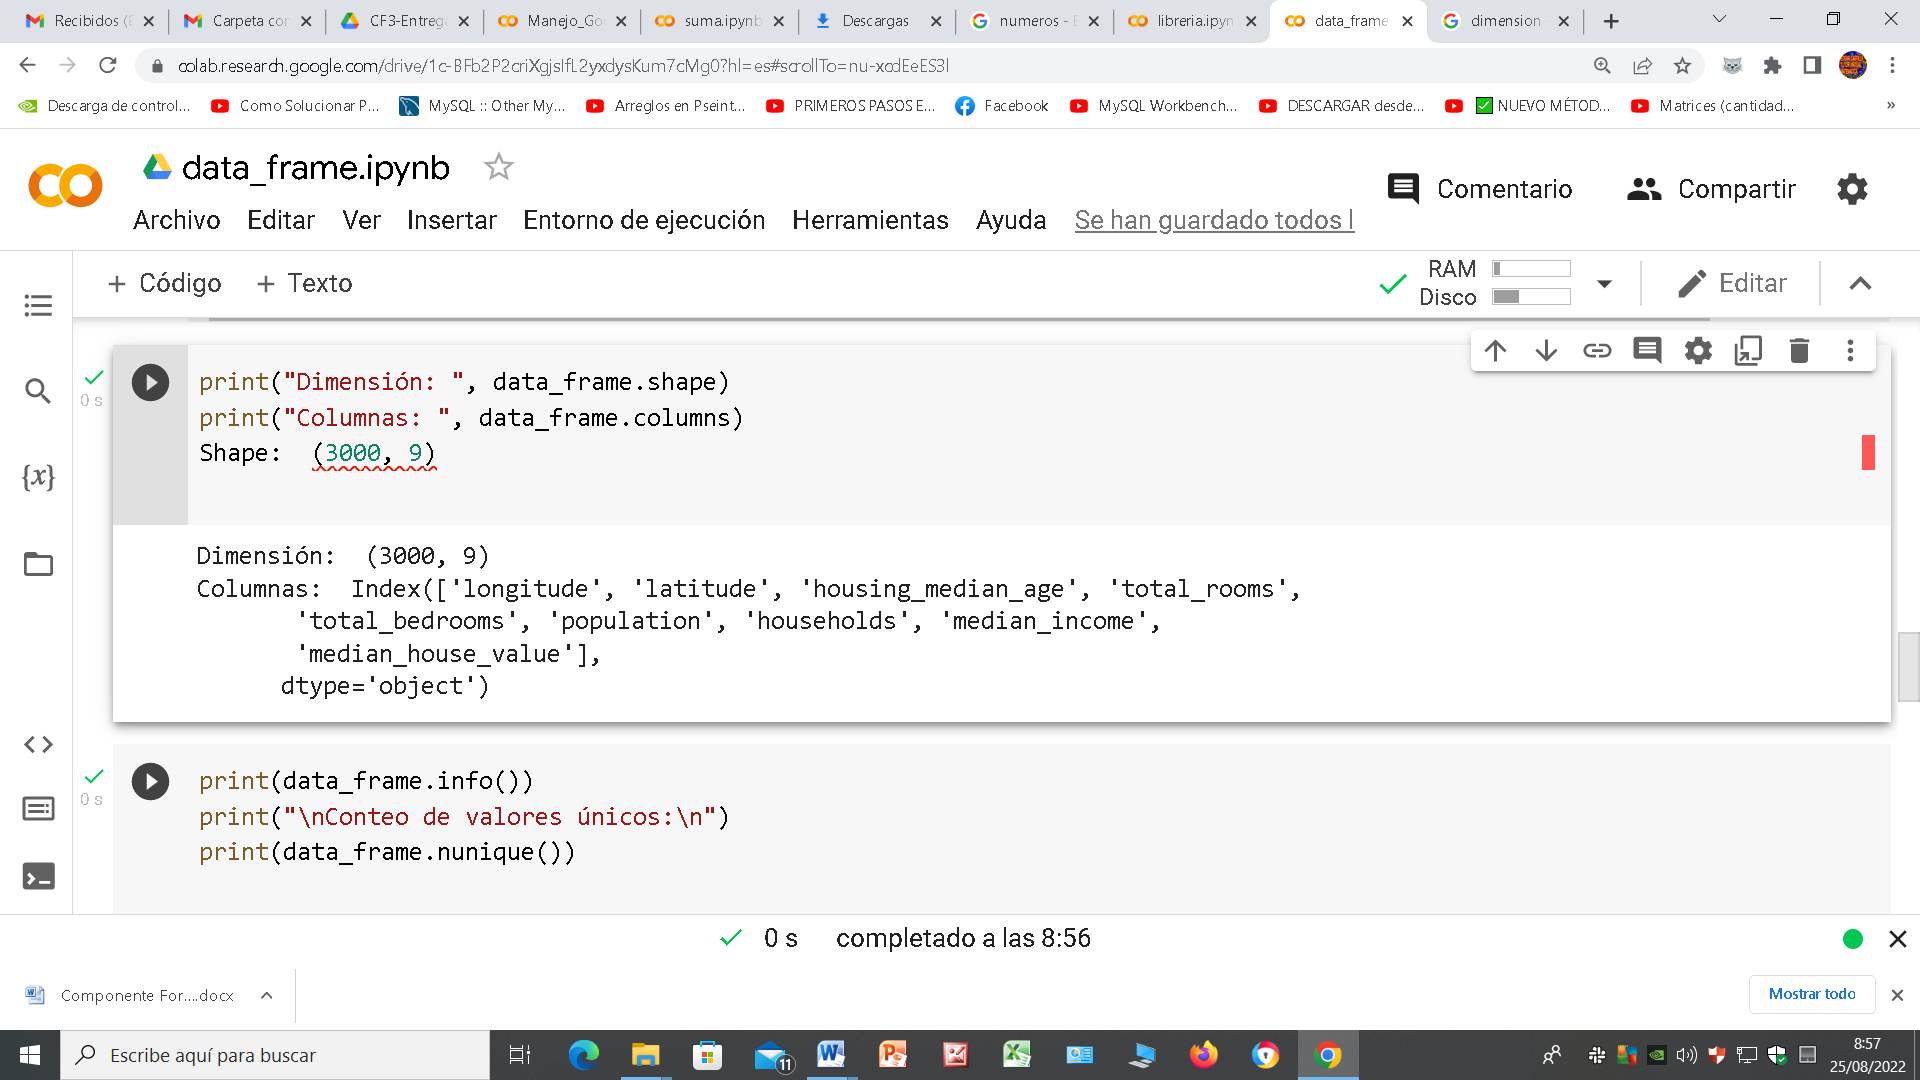 Recibidos (
Carpeta cor
CF3-Entreg
Manejo_Go
suma.ipynb
Descargas
numeros -
libreria.ipyn
data_frame
dimension
colab.research.google.com/drive/1c-BFb2P2criXgjsIfL2yxdysKum7cMg0?hl=es#scrollTo=nu-xcdEeES3l
Descarga de control...
Como Solucionar P...
MySQL :: Other My...
Arreglos en Pseint...
PRIMEROS PASOS E...
Facebook
MySQL Workbench...
DESCARGAR desde...
NUEVO MÉTOD...
Matrices (cantidad...
»
data_frame.ipynb
Comentario
Compartir
Archivo Editar Ver Insertar Entorno de ejecución Herramientas Ayuda Se han guardado todos l
+ Código + Texto
RAM
Disco
Editar
0 s
print("Dimensión: ", data_frame.shape)
print("Columnas: ", data_frame.columns)
Shape:  (3000, 9)
{x}
Dimensión:  (3000, 9)
Columnas:  Index(['longitude', 'latitude', 'housing_median_age', 'total_rooms',
'total_bedrooms', 'population', 'households', 'median_income',
'median_house_value'],
dtype='object')
0 s
print(data_frame.info())
print("\nConteo de valores únicos:\n")
print(data_frame.nunique())
0 s completado a las 8:56
Componente For....docx
Mostrar todo
Escribe aquí para buscar
11
8:57
25/08/2022